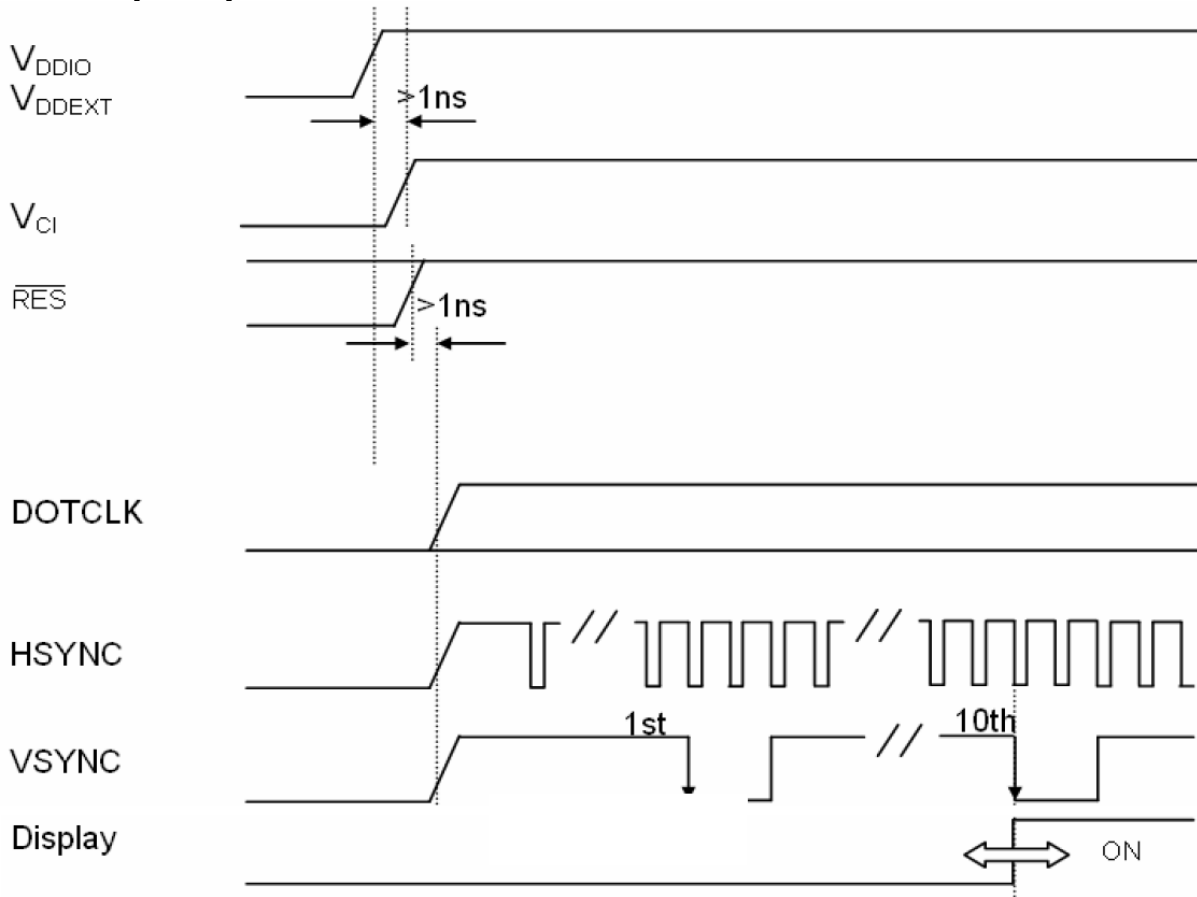 VDDIO
VDDEXT
>1ns
VCI
RES
>1ns
DOTCLK
HSYNC
1st
10th
VSYNC
Display
ON